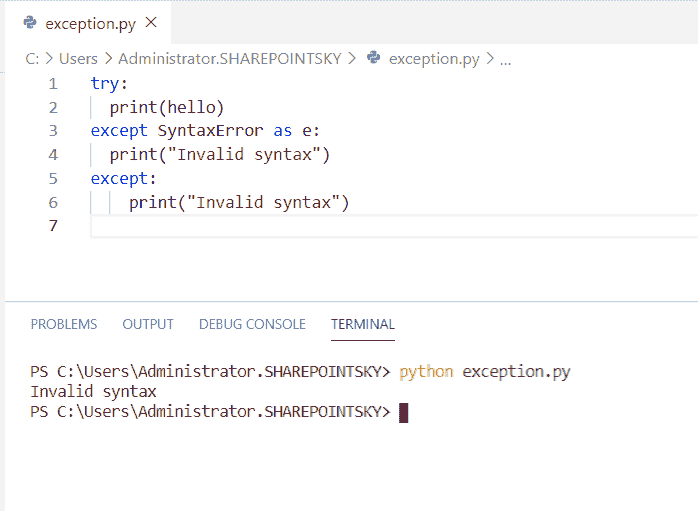 exception.py
C: > Users > Administrator.SHAREPOINTSKY > exception.py > ...
1 try:
2 print(hello)
3 except SyntaxError as e:
4 print("Invalid syntax")
5 except:
6 print("Invalid syntax")
7
PROBLEMS OUTPUT DEBUG CONSOLE TERMINAL
PS C:\Users\Administrator.SHAREPOINTSKY> python exception.py
Invalid syntax
PS C:\Users\Administrator.SHAREPOINTSKY>